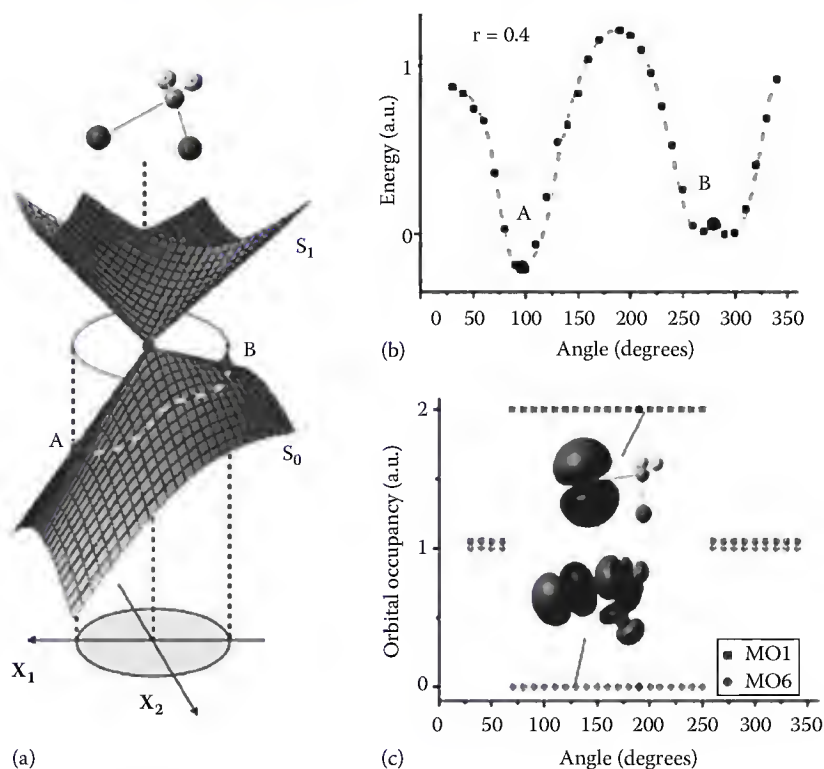 S1
B
A
S0
X1
X2
(a)
r = 0.4
1
0
A
B
Energy (a.u.)
0 50 100 150 200 250 300 350
Angle (degrees)
(b)
2
1
0
Orbital occupancy (a.u.)
MO1
MO6
0 50 100 150 200 250 300 350
Angle (degrees)
(c)